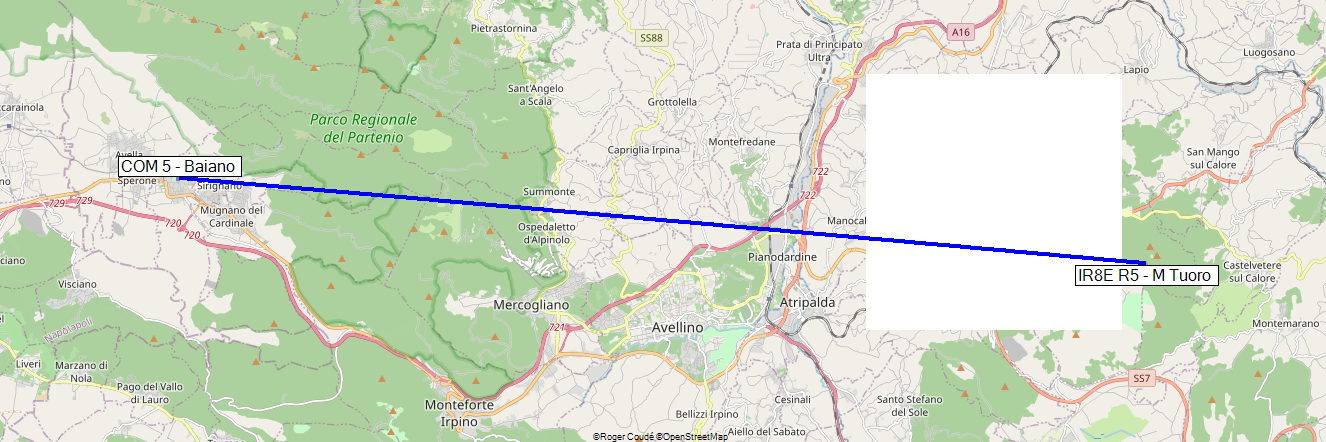 Pietrastornina
SS88
A16
Prata di Principato
Ultra
Luogosano
Lapio
Sant'Angelo
a Scala
Grottolella
ccarainola
Parco Regionale
del Partenio
Capriglia Irpina
Montefredane
San Mango
sul Calore
Avella
COM 5 - Baiano
Sperone
Sirignano
722
722
Summonte
729
729
720
720
Mugnano del
Cardinale
Ospedaletto
d'Alpinolo
Manocal
Pianodardine
sciano
Visciano
IR8E R5 - M Tuoro
Castelvetere
sul Calore
Mercogliano
Atripalda
721
Avellino
Montemarano
Napoli
Liveri
Marzano di
Nola
Pago del Vallo
di Lauro
SS7
Monteforte
Irpino
Bellizzi Irpino
Cesinali
Santo Stefano
del Sole
Aiello del Sabato
©Roger Coudé ©OpenStreetMap